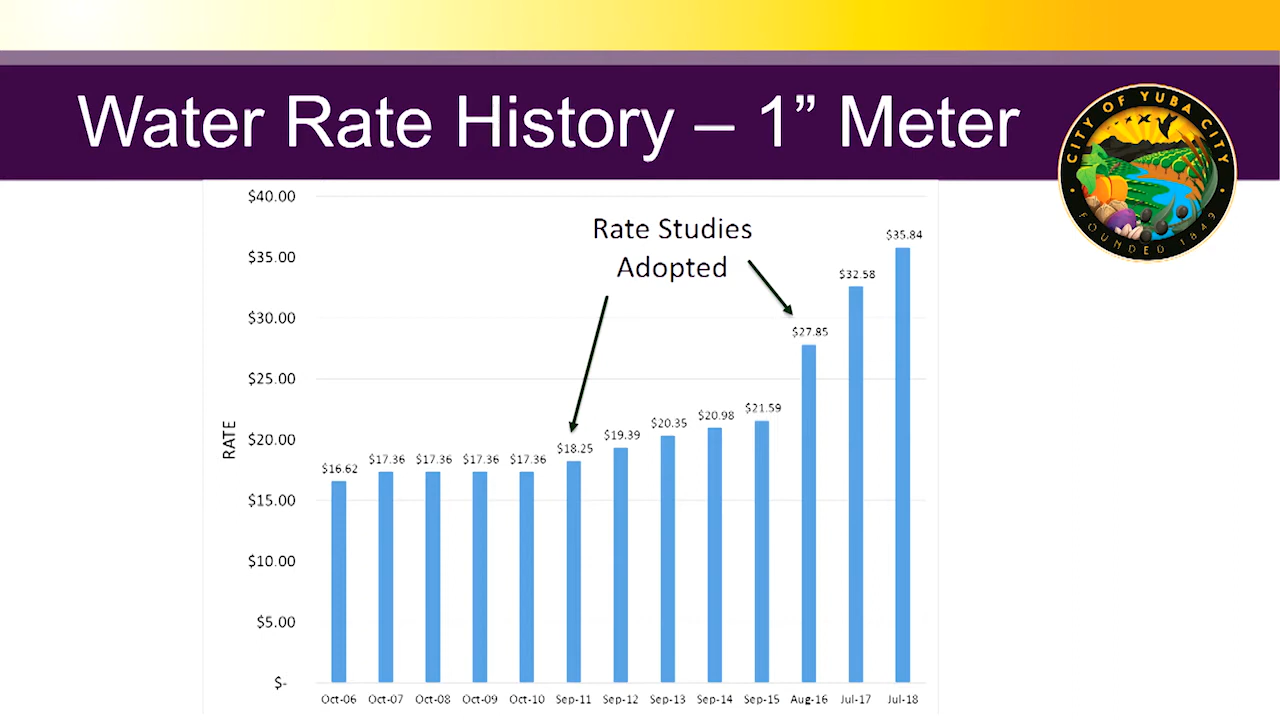 Water Rate History – 1” Meter
CITY OF YUBA CITY
FOUNDED 1849
$40.00
$35.00
$30.00
$25.00
$20.00
$15.00
$10.00
$5.00
$-
RATE
Rate Studies
Adopted
$16.62
$17.36
$17.36
$17.36
$17.36
$18.25
$19.39
$20.35
$20.98
$21.59
$27.85
$32.58
$35.84
Oct-06
Oct-07
Oct-08
Oct-09
Oct-10
Sep-11
Sep-12
Sep-13
Sep-14
Sep-15
Aug-16
Jul-17
Jul-18